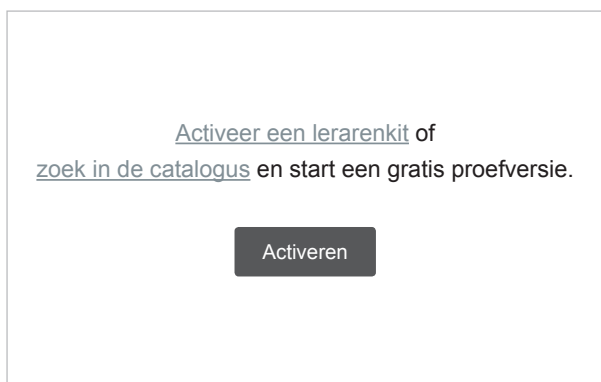 Activeer een lerarenkit of
zoek in de catalogus en start een gratis proefversie.
Activeren